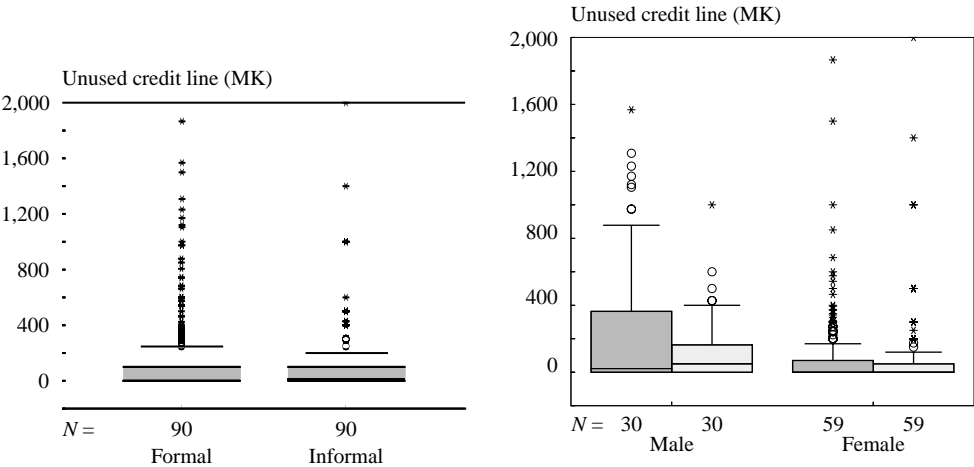 Unused credit line (MK)
2,000
1,600
1,200
800
400
0
N = 90 90
Formal Informal
Unused credit line (MK)
2,000
1,600
1,200
800
400
0
N = 30 30 59 59
Male Female